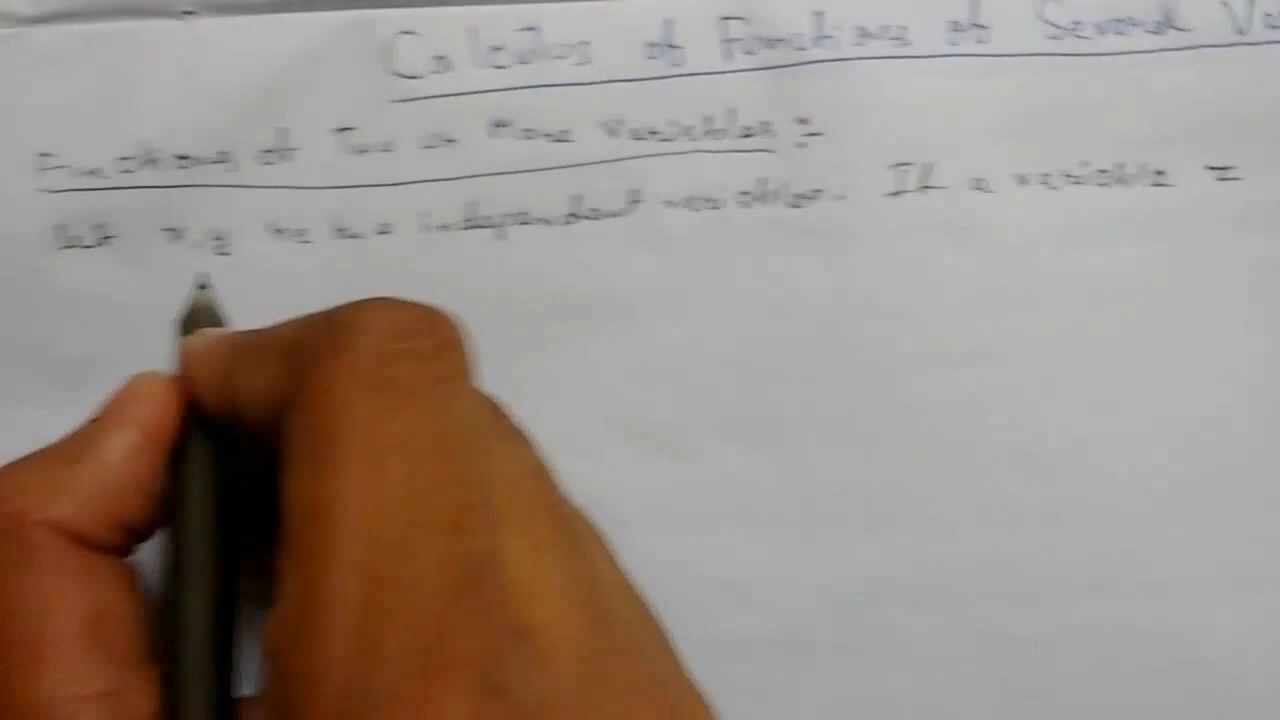 Calculus of Functions of Several Va
Functions of Two or More Variables :-
Let x, y be two independent variables. If a variable z